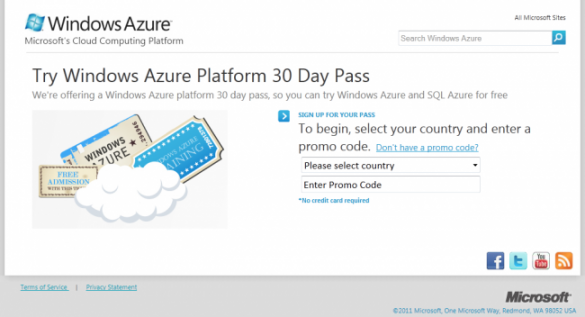 Windows Azure
Microsoft's Cloud Computing Platform
All Microsoft Sites
Search Windows Azure
Try Windows Azure Platform 30 Day Pass
We're offering a Windows Azure platform 30 day pass, so you can try Windows Azure and SQL Azure for free
WINDOWS
AZURE
FREE
ADMISSION
TRAINING
SIGN UP FOR YOUR PASS
To begin, select your country and enter a
promo code. Don't have a promo code?
Please select country
Enter Promo Code
*No credit card required
You
Tube
Terms of Service | Privacy Statement
Microsoft
©2011 Microsoft, One Microsoft Way, Redmond, WA 98052 USA